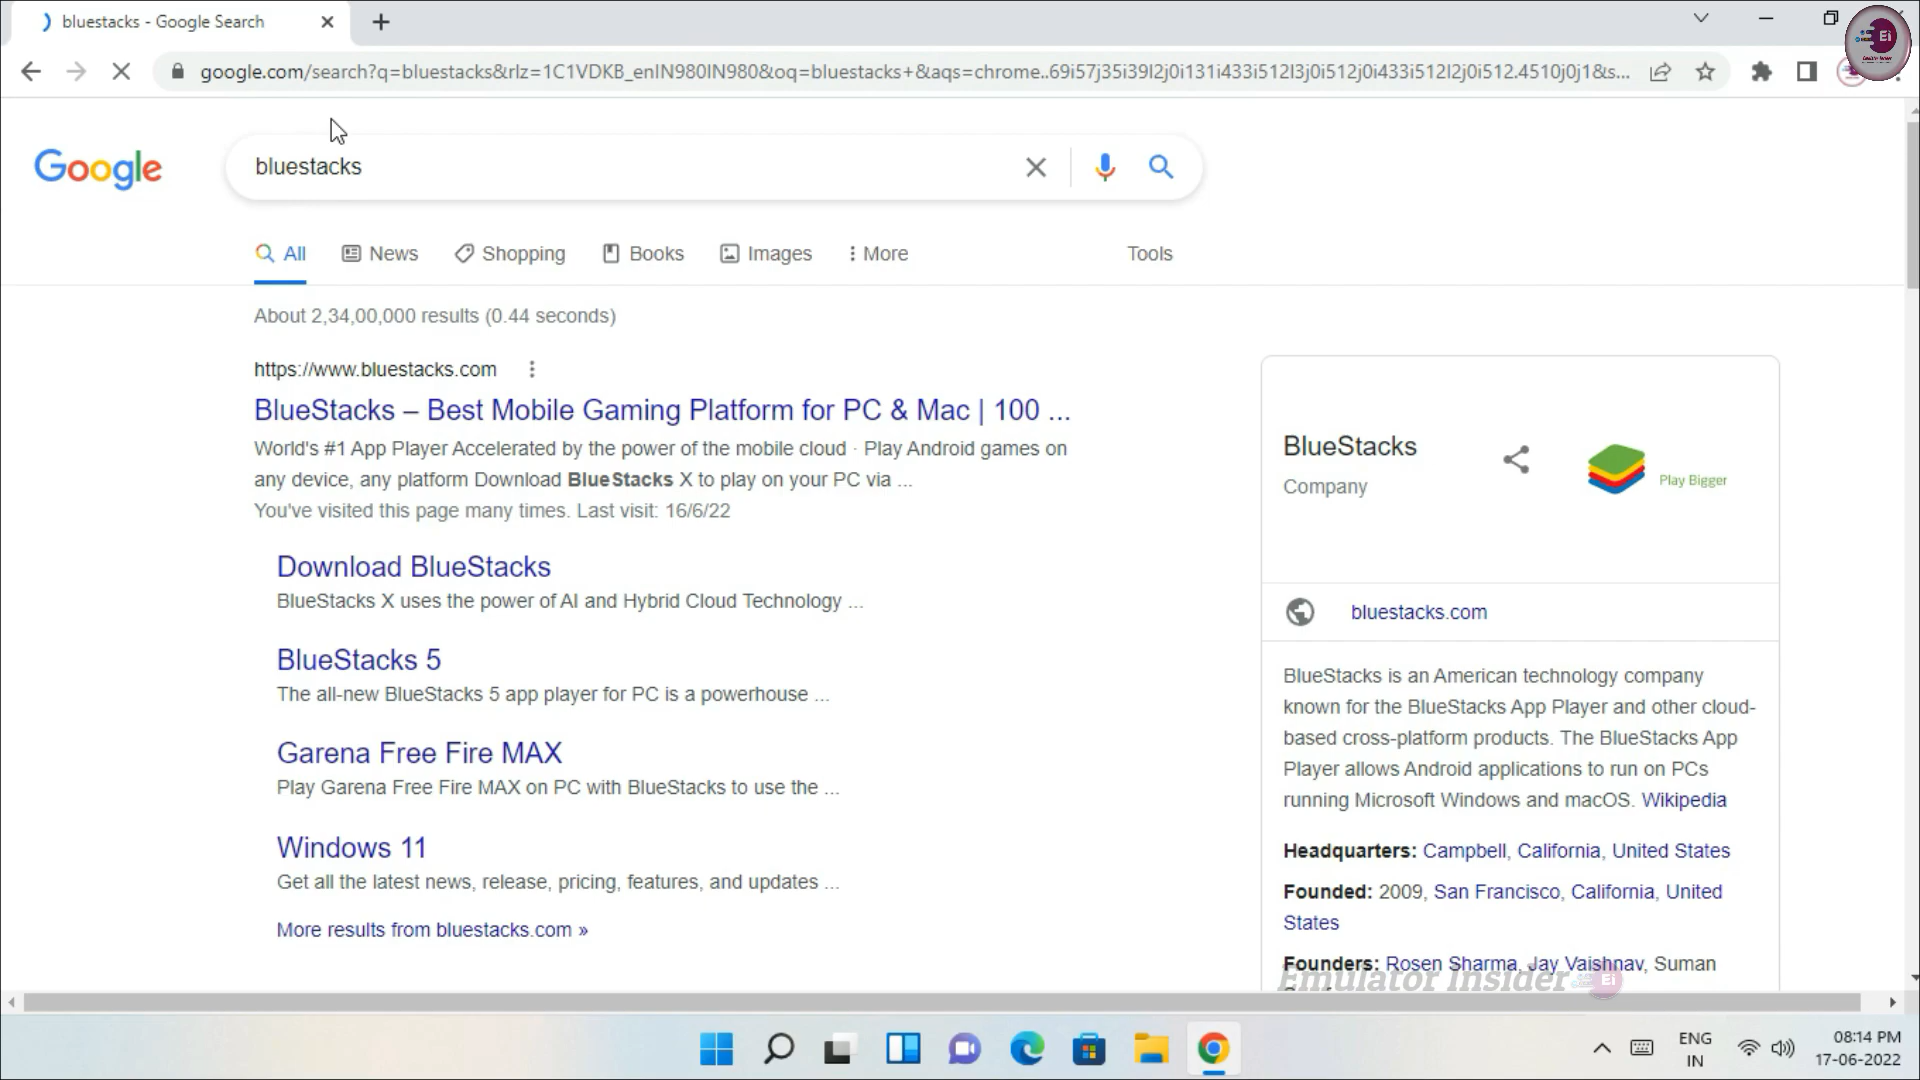 bluestacks - Google Search
google.com/search?q=bluestacks&rlz=1C1VDKB_enIN980IN980&oq=bluestacks+&aqs=chrome..69i57j35i39l2j0i131i433i512l3j0i512j0i433i512l2j0i512.4510j0j1&s...
Ei
Google
bluestacks
All
News
Shopping
Books
Images
More
Tools
About 2,34,00,000 results (0.44 seconds)
https://www.bluestacks.com
BlueStacks – Best Mobile Gaming Platform for PC & Mac | 100 ...
World's #1 App Player Accelerated by the power of the mobile cloud · Play Android games on
any device, any platform Download BlueStacks X to play on your PC via ...
You've visited this page many times. Last visit: 16/6/22
Download BlueStacks
BlueStacks X uses the power of AI and Hybrid Cloud Technology ...
BlueStacks 5
The all-new BlueStacks 5 app player for PC is a powerhouse ...
Garena Free Fire MAX
Play Garena Free Fire MAX on PC with BlueStacks to use the ...
Windows 11
Get all the latest news, release, pricing, features, and updates ...
More results from bluestacks.com »
BlueStacks
Company
Play Bigger
bluestacks.com
BlueStacks is an American technology company
known for the BlueStacks App Player and other cloud-
based cross-platform products. The BlueStacks App
Player allows Android applications to run on PCs
running Microsoft Windows and macOS. Wikipedia
Headquarters: Campbell, California, United States
Founded: 2009, San Francisco, California, United
States
Founders: Rosen Sharma, Jay Vaishnav, Suman
Emulator Insider
Ei
ENG
IN
08:14 PM
17-06-2022